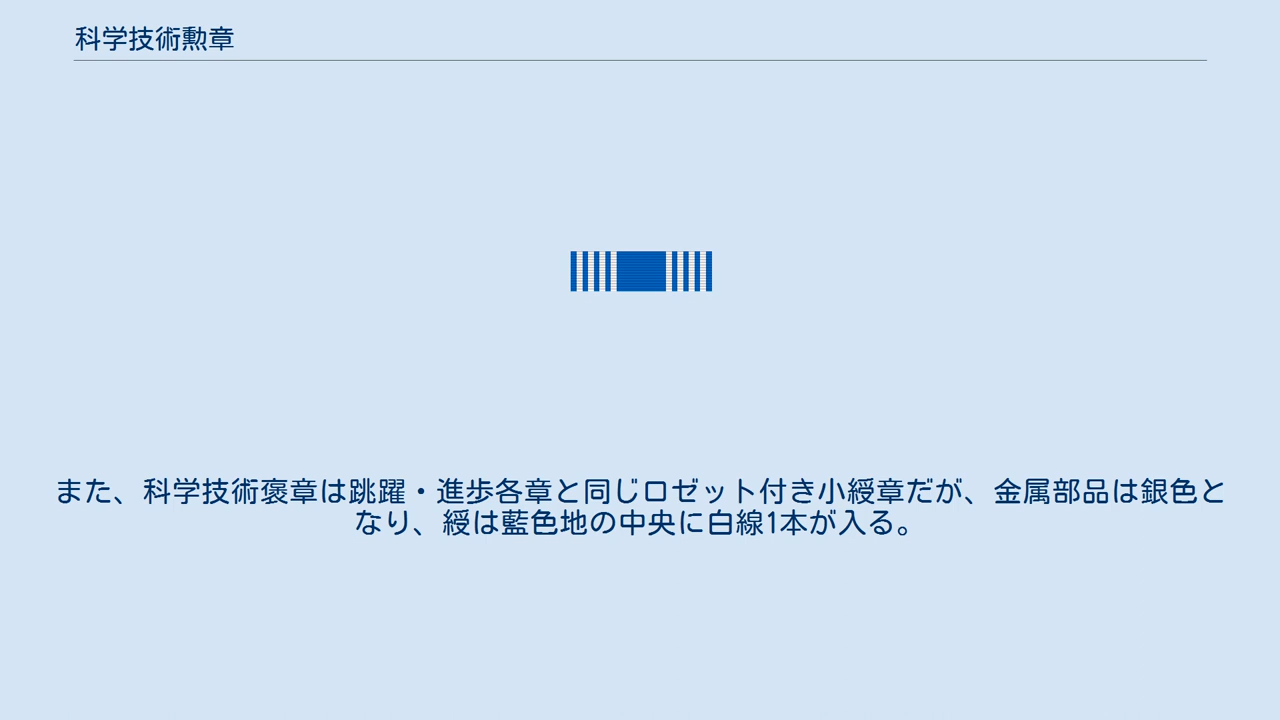 科学技術勲章
また、科学技術褒章は跳躍・進歩各章と同じロゼット付き小綬章だが、金属部品は銀色と
なり、綬は藍色地の中央に白線1本が入る。